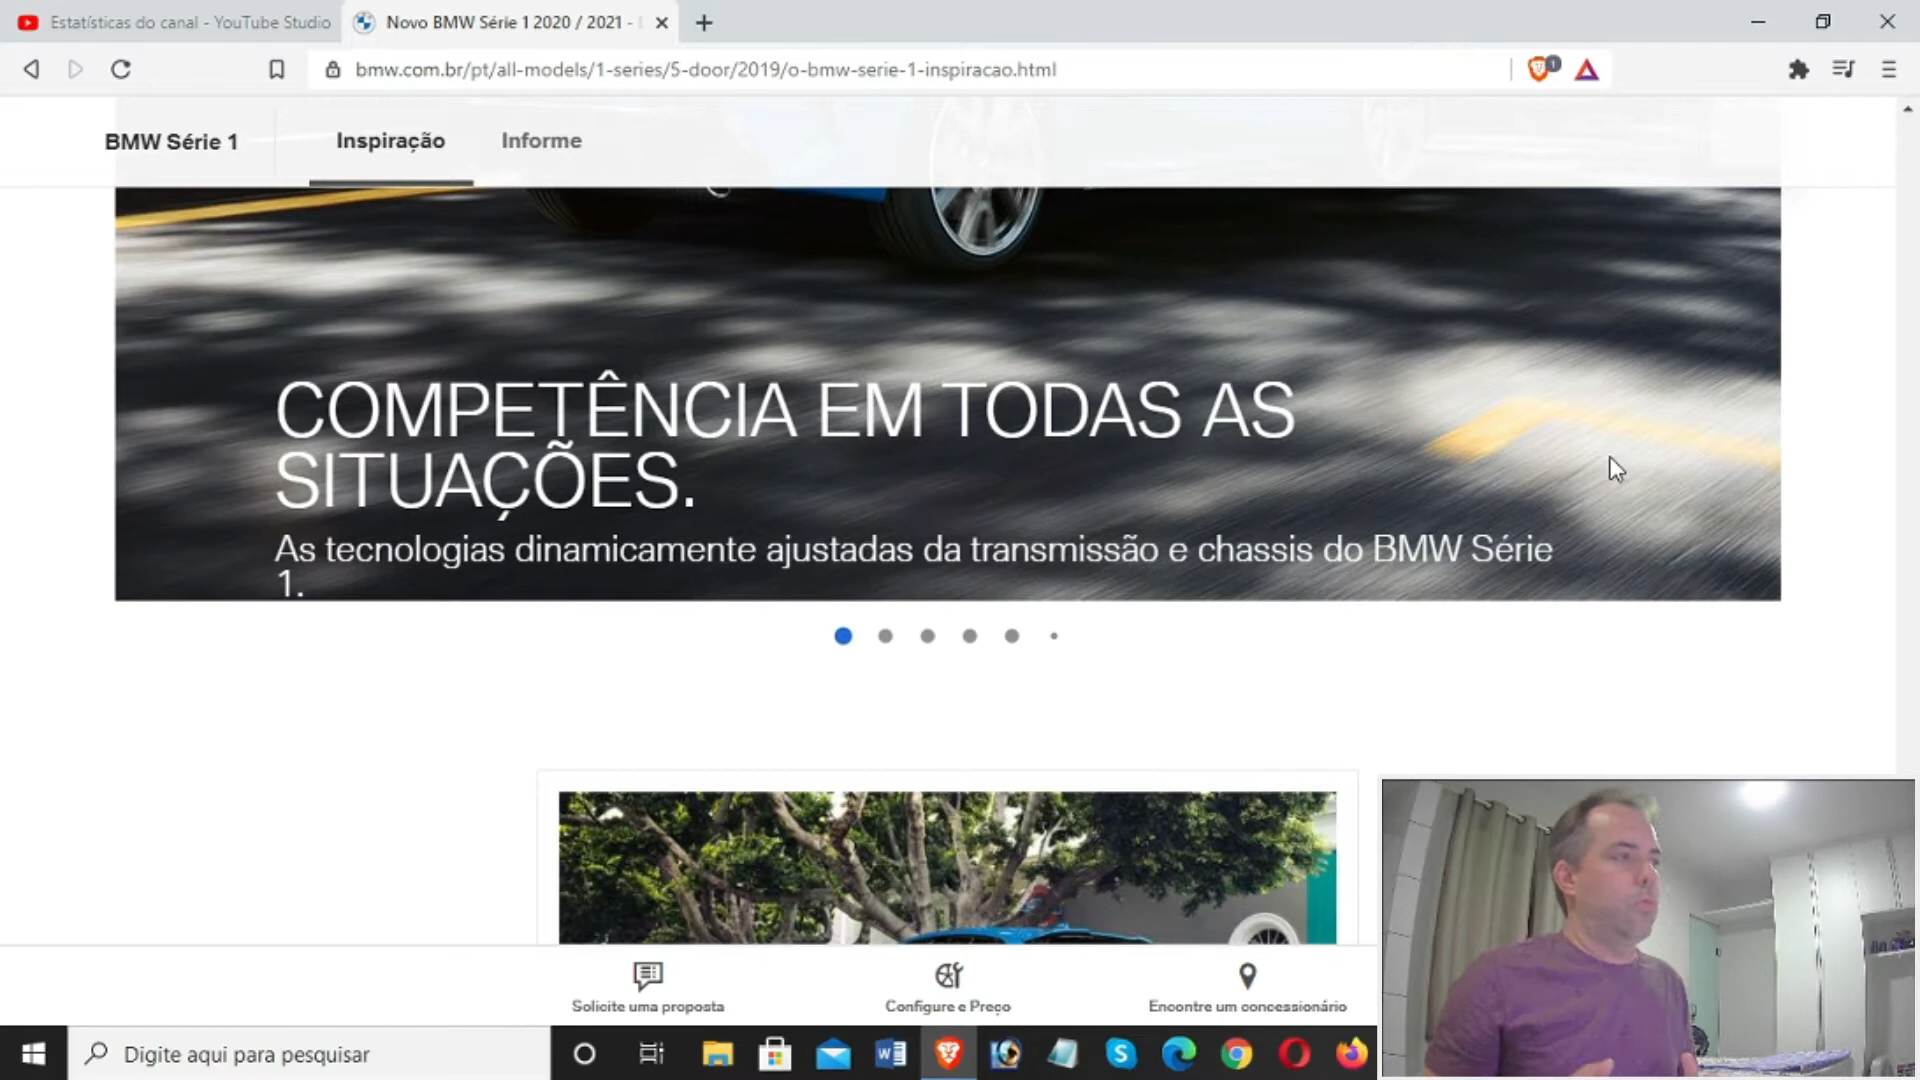 Estatísticas do canal - YouTube Studio
Novo BMW Série 1 2020 / 2021 -
bmw.com.br/pt/all-models/1-series/5-door/2019/o-bmw-serie-1-inspiracao.html
1
BMW Série 1
Inspiração
Informe
COMPETÊNCIA EM TODAS AS
SITUAÇÕES.
As tecnologias dinamicamente ajustadas da transmissão e chassis do BMW Série
1.
Solicite uma proposta
Configure e Preço
Encontre um concessionário
Digite aqui para pesquisar